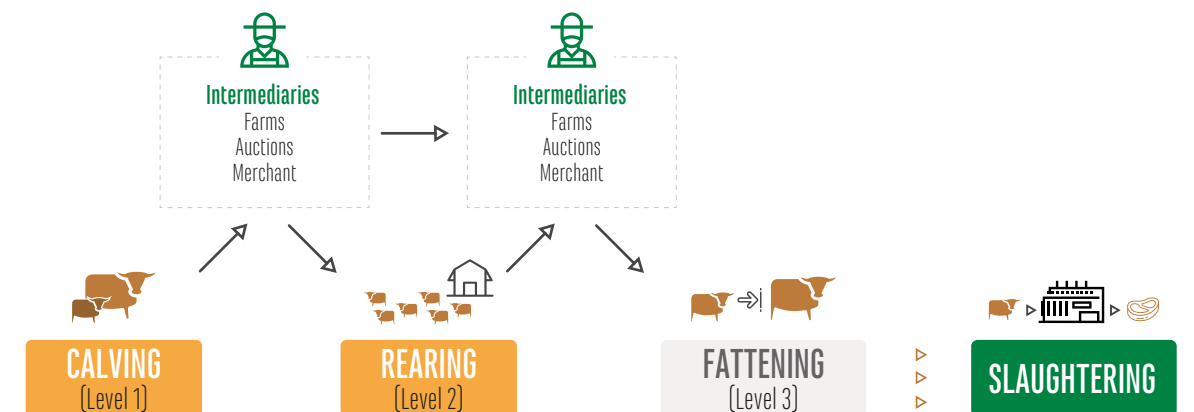 Intermediaries
Farms
Auctions
Merchant
Intermediaries
Farms
Auctions
Merchant
CALVING
(Level 1)
REARING
(Level 2)
FATTENING
(Level 3)
SLAUGHTERING